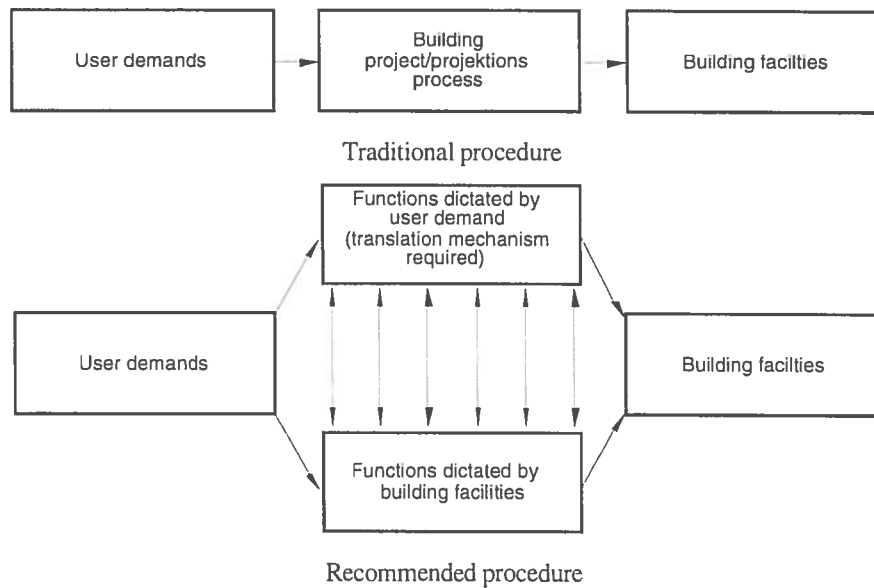 User demands
Building
project/projektions
process
Building facilties
Traditional procedure
Functions dictated by
user demand
(translation mechanism
required)
User demands
Building facilties
Functions dictated by
building facilities
Recommended procedure